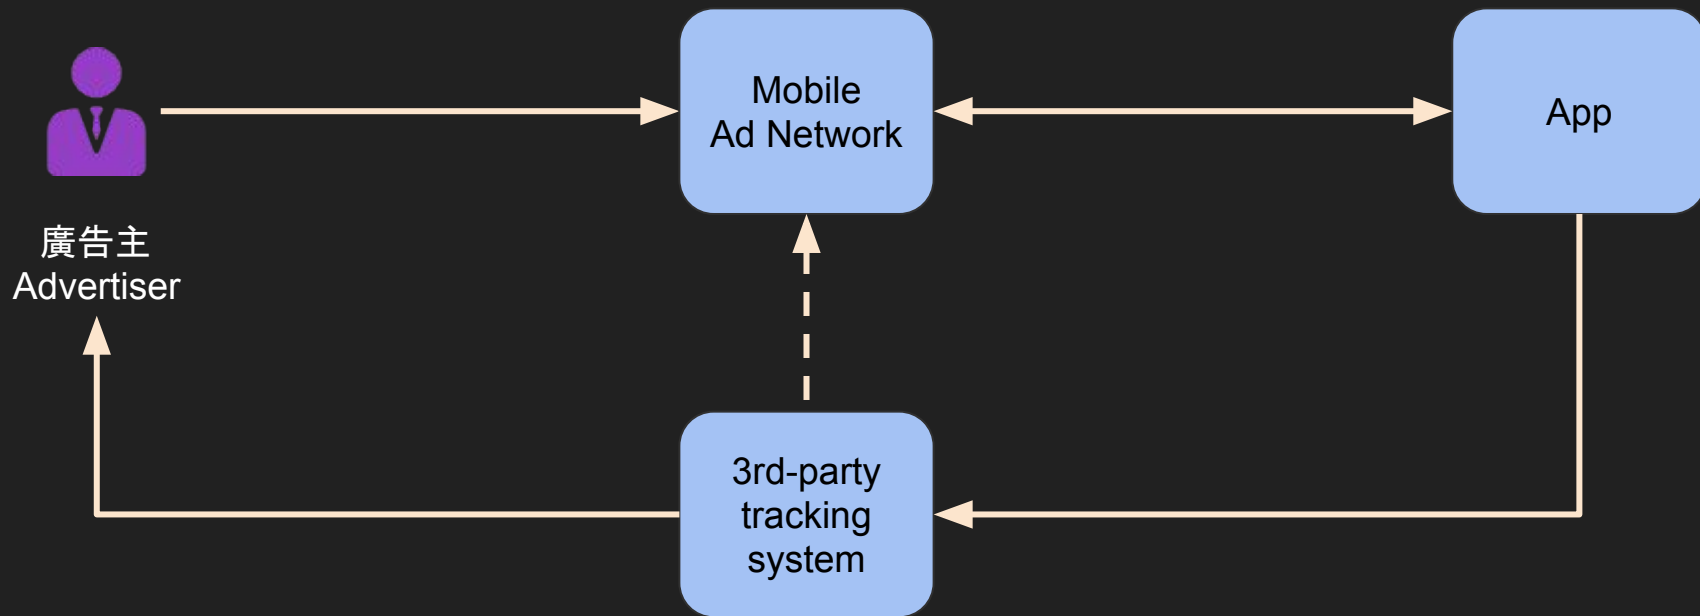 Mobile
Ad Network
App
廣告主
Advertiser
3rd-party
tracking
system